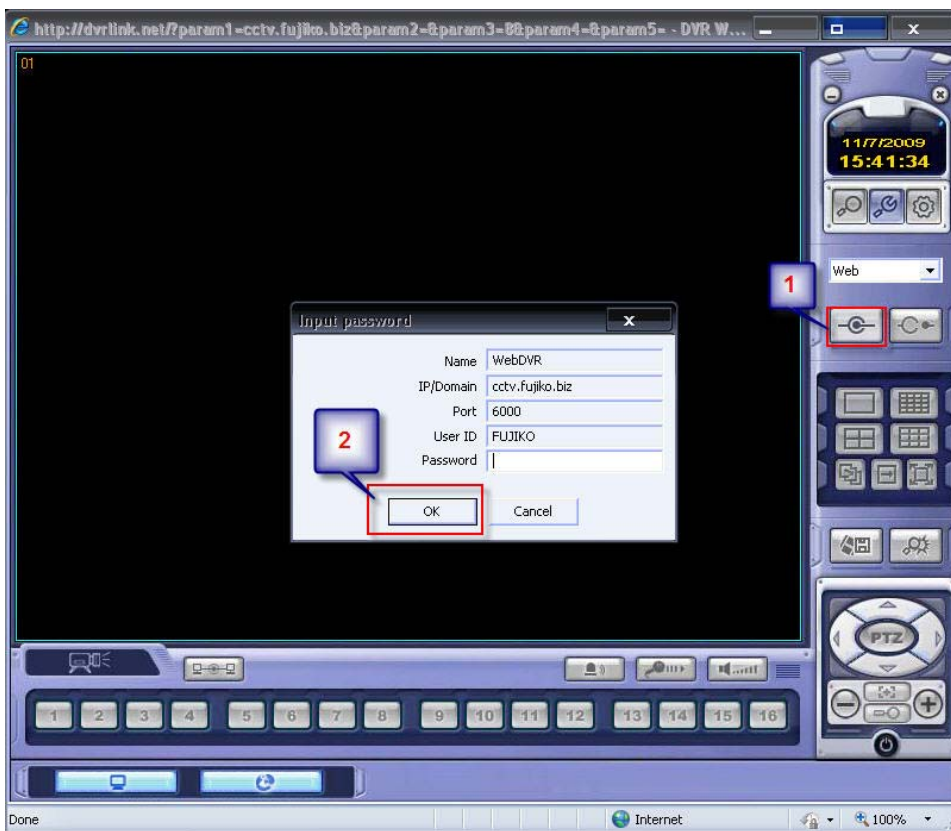 http://dvrlink.net/?param1=cctv.fujiko.biz&param2=&param3=8&param4=&param5= - DVR W...
01
11/7/2009
15:41:34
Web
1
Input password
Name WebDVR
IP/Domain cctv.fujiko.biz
Port 6000
User ID FUJIKO
Password
2
OK Cancel
PTZ
1 2 3 4 5 6 7 8 9 10 11 12 13 14 15 16
Done Internet 100%